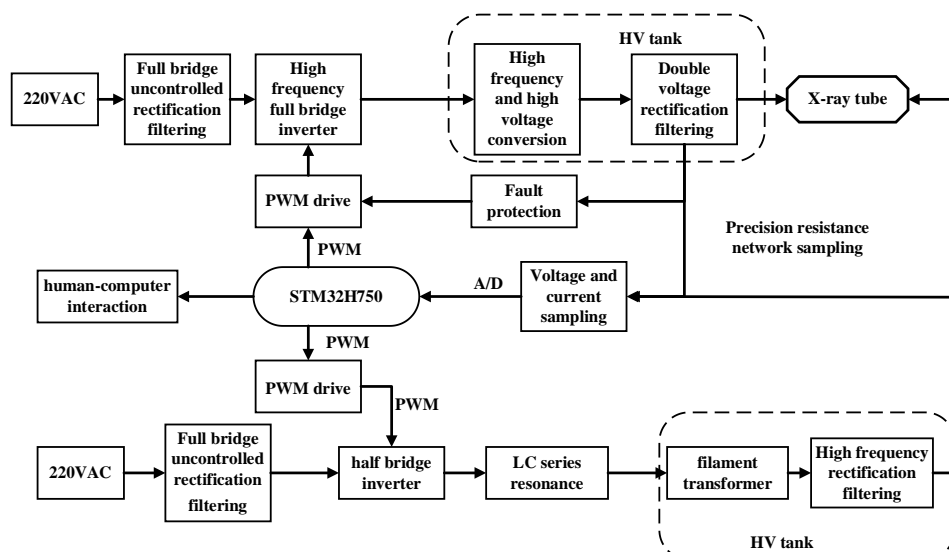 HV tank
220VAC
Full bridge
uncontrolled
rectification
filtering
High
frequency
full bridge
inverter
High
frequency
and high
voltage
conversion
Double
voltage
rectification
filtering
X-ray tube
PWM drive
Fault
protection
Precision resistance
network sampling
PWM
human-computer
interaction
STM32H750
A/D
Voltage and
current
sampling
PWM
PWM drive
PWM
220VAC
Full bridge
uncontrolled
rectification
filtering
half bridge
inverter
LC series
resonance
filament
transformer
High frequency
rectification
filtering
HV tank